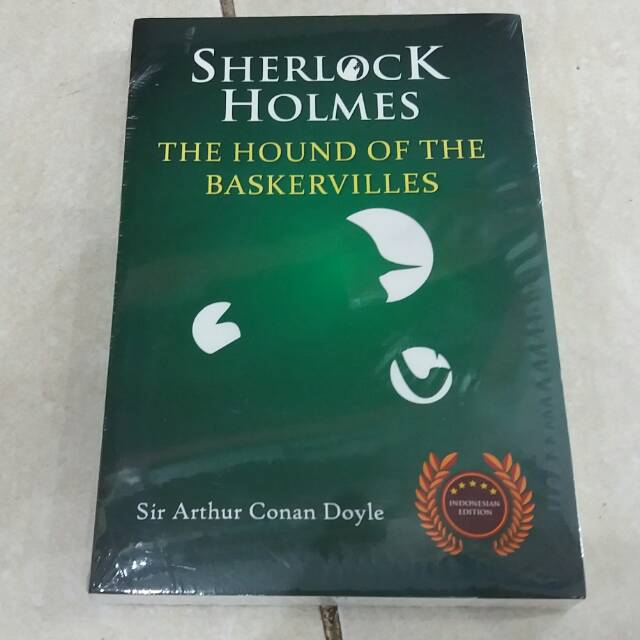 SHERLOCK
HOLMES
THE HOUND OF THE
BASKERVILLES
Sir Arthur Conan Doyle
INDONESIAN
EDITION